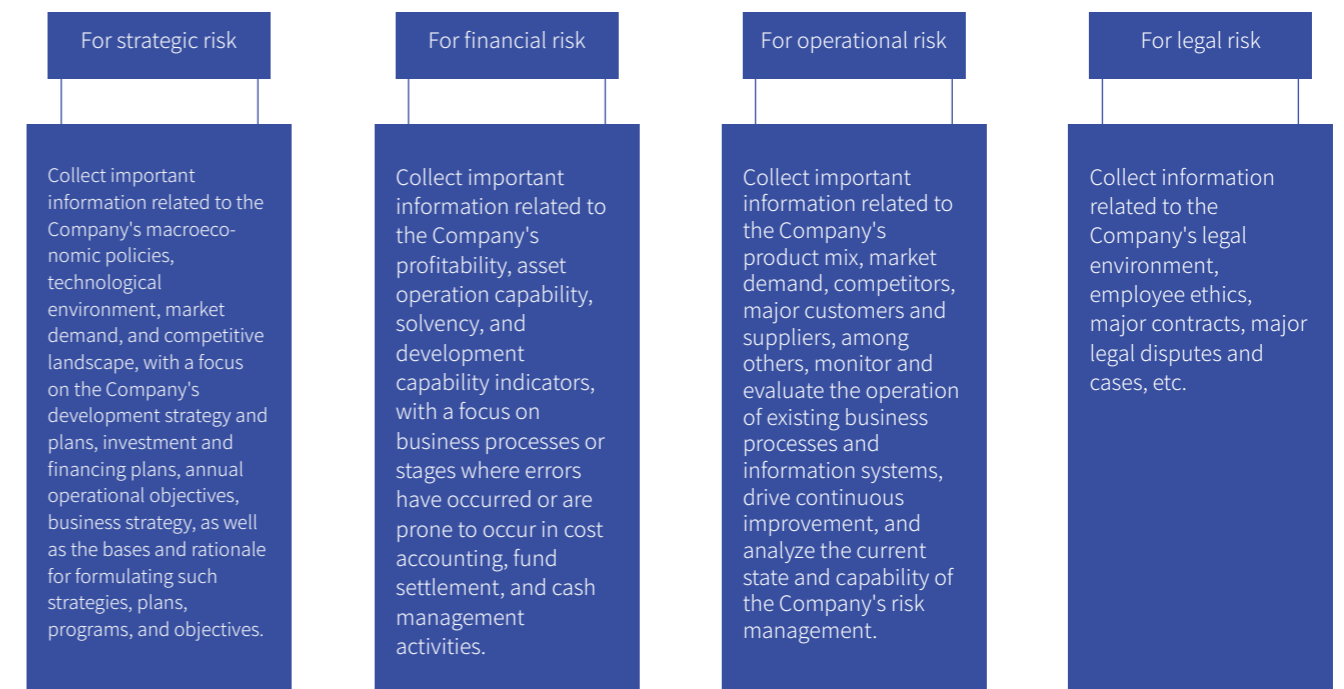 For strategic risk
Collect important
information related to the
Company's macroeco-
nomic policies,
technological
environment, market
demand, and competitive
landscape, with a focus
on the Company's
development strategy and
plans, investment and
financing plans, annual
operational objectives,
business strategy, as well
as the bases and rationale
for formulating such
strategies, plans,
programs, and objectives.
For financial risk
Collect important
information related to
the Company's
profitability, asset
operation capability,
solvency, and
development
capability indicators,
with a focus on
business processes or
stages where errors
have occurred or are
prone to occur in cost
accounting, fund
settlement, and cash
management
activities.
For operational risk
Collect important
information related to
the Company's
product mix, market
demand, competitors,
major customers and
suppliers, among
others, monitor and
evaluate the operation
of existing business
processes and
information systems,
drive continuous
improvement, and
analyze the current
state and capability of
the Company's risk
management.
For legal risk
Collect information
related to the
Company's legal
environment,
employee ethics,
major contracts, major
legal disputes and
cases, etc.